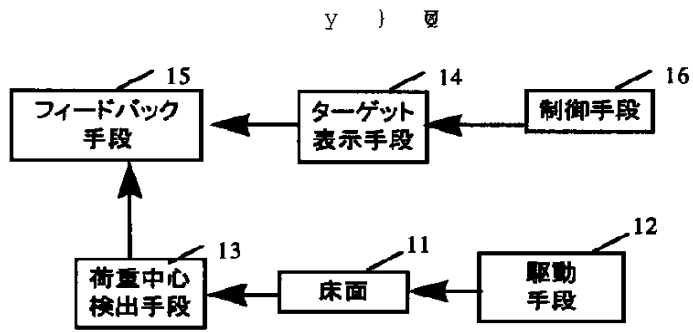 y } 図
15
フィードバック
手段
14
ターゲット
表示手段
16
制御手段
13
荷重中心
検出手段
11
床面
12
駆動
手段